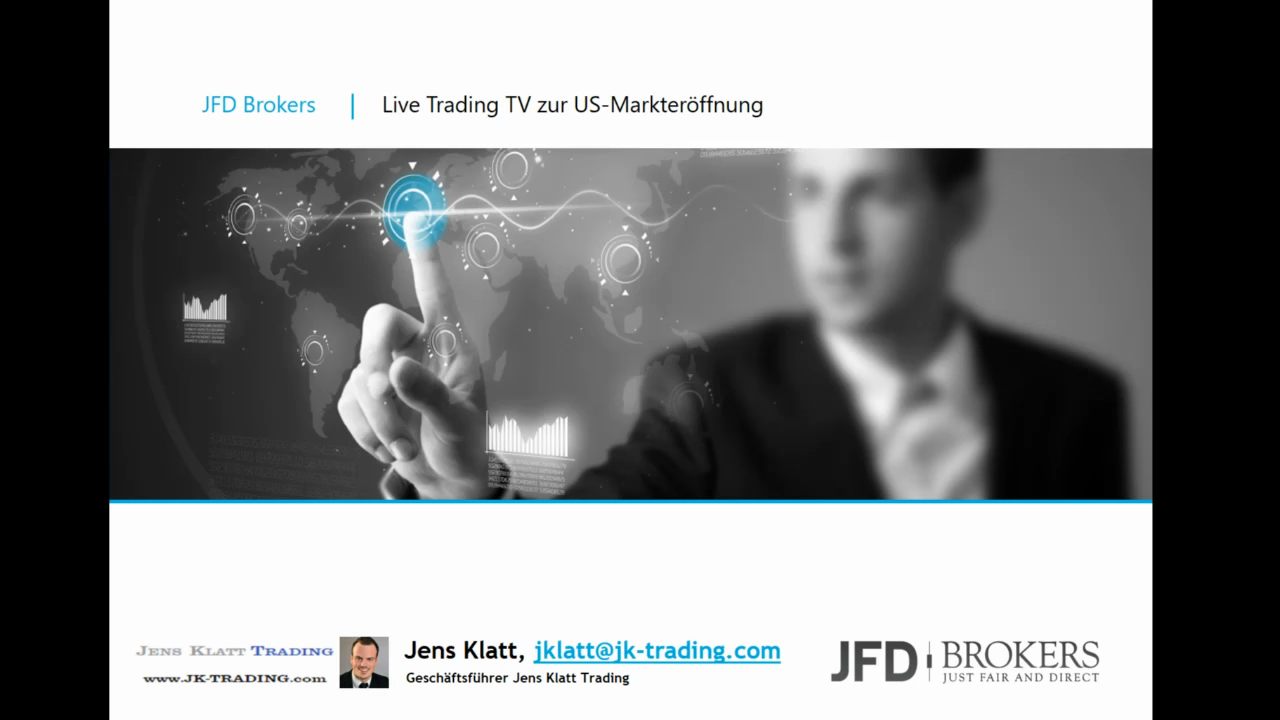 JFD Brokers | Live Trading TV zur US-Markteröffnung
JENS KLATT TRADING
www.JK-TRADING.com
Jens Klatt, jklatt@jk-trading.com
Geschäftsführer Jens Klatt Trading
JFD BROKERS
JUST FAIR AND DIRECT